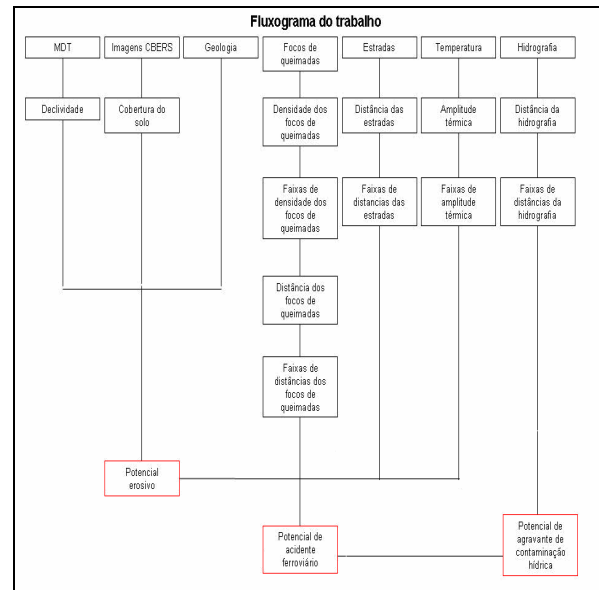 Fluxograma do trabalho
MDT
Imagens CBERS
Geologia
Focos de
queimadas
Estradas
Temperatura
Hidrografia
Declividade
Cobertura do
solo
Densidade dos
focos de
queimadas
Distância das
estradas
Amplitude
térmica
Distância da
hidrografia
Faixas de
densidade dos
focos de
queimadas
Faixas de
distancias das
estradas
Faixas de
amplitude
térmica
Faixas de
distâncias da
hidrografia
Distância dos
focos de
queimadas
Faixas de
distâncias dos
focos de
queimadas
Potencial
erosivo
Potencial de
acidente
ferroviário
Potencial de
agravante de
contaminação
hídrica